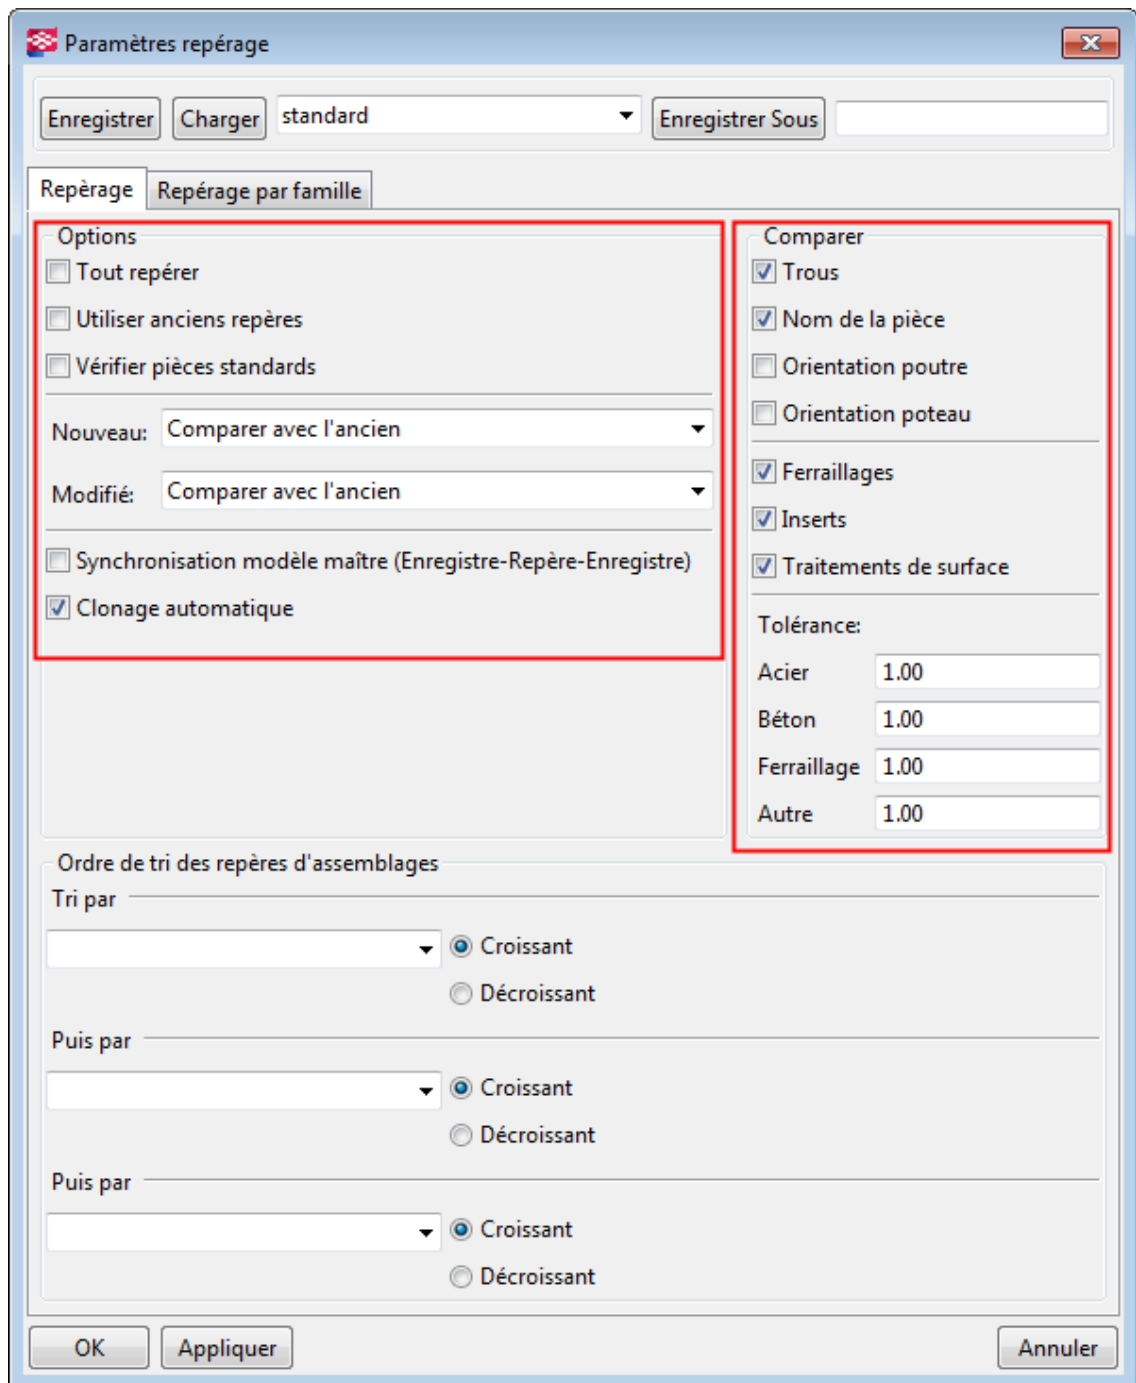 Paramètres repérage
Enregistrer Charger standard Enregistrer Sous
Repèrage Repérage par famille
Options
Tout repérer
Utiliser anciens repères
Vérifier pièces standards
Nouveau: Comparer avec l'ancien
Modifié: Comparer avec l'ancien
Synchronisation modèle maître (Enregistre-Repère-Enregistre)
Clonage automatique
Comparer
Trous
Nom de la pièce
Orientation poutre
Orientation poteau
Ferraillages
Inserts
Traitements de surface
Tolérance:
Acier 1.00
Béton 1.00
Ferraillage 1.00
Autre 1.00
Ordre de tri des repères d'assemblages
Tri par
Croissant
Décroissant
Puis par
Croissant
Décroissant
Puis par
Croissant
Décroissant
OK Appliquer Annuler